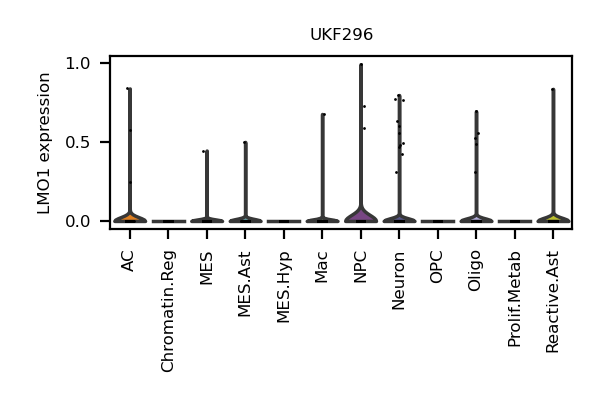 UKF296
LMO1 expression
1.0
0.5
0.0
AC
Chromatin.Reg
MES
MES.Ast
MES.Hyp
Mac
NPC
Neuron
OPC
Oligo
Prolif.Metab
Reactive.Ast